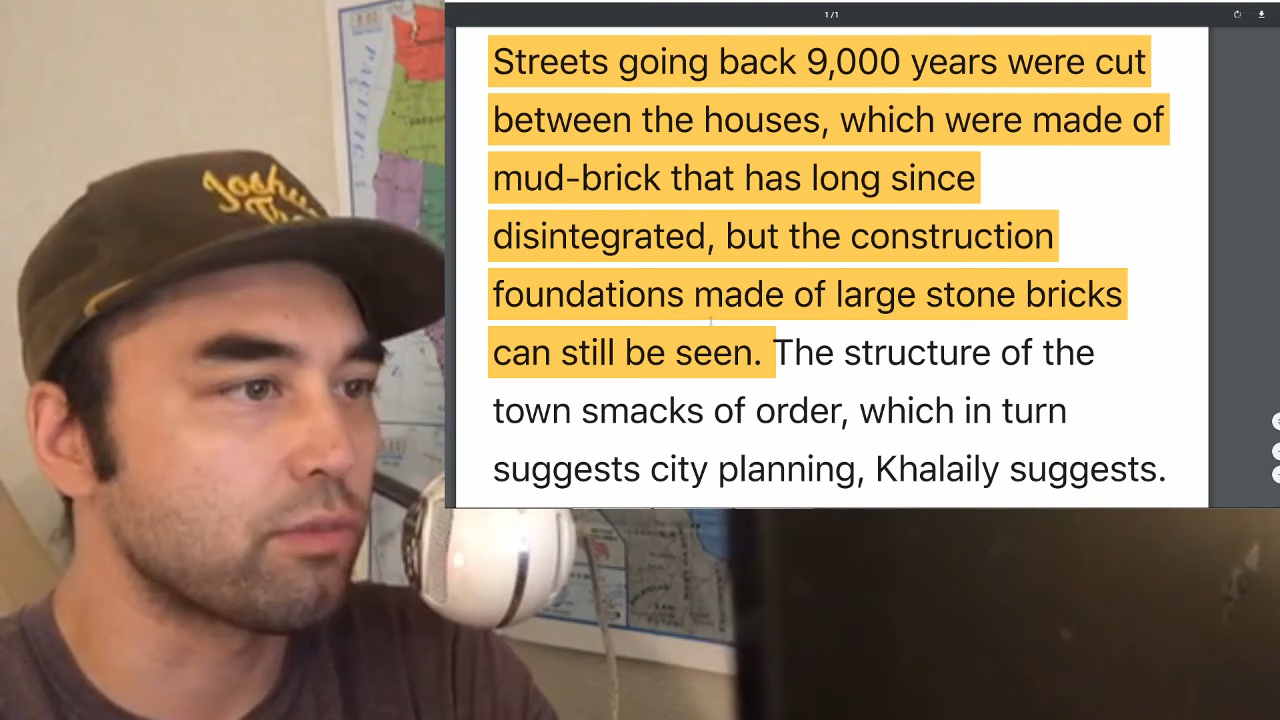 1/1
Streets going back 9,000 years were cut
between the houses, which were made of
mud-brick that has long since
disintegrated, but the construction
foundations made of large stone bricks
can still be seen. The structure of the
town smacks of order, which in turn
suggests city planning, Khalaily suggests.
PACIFIC